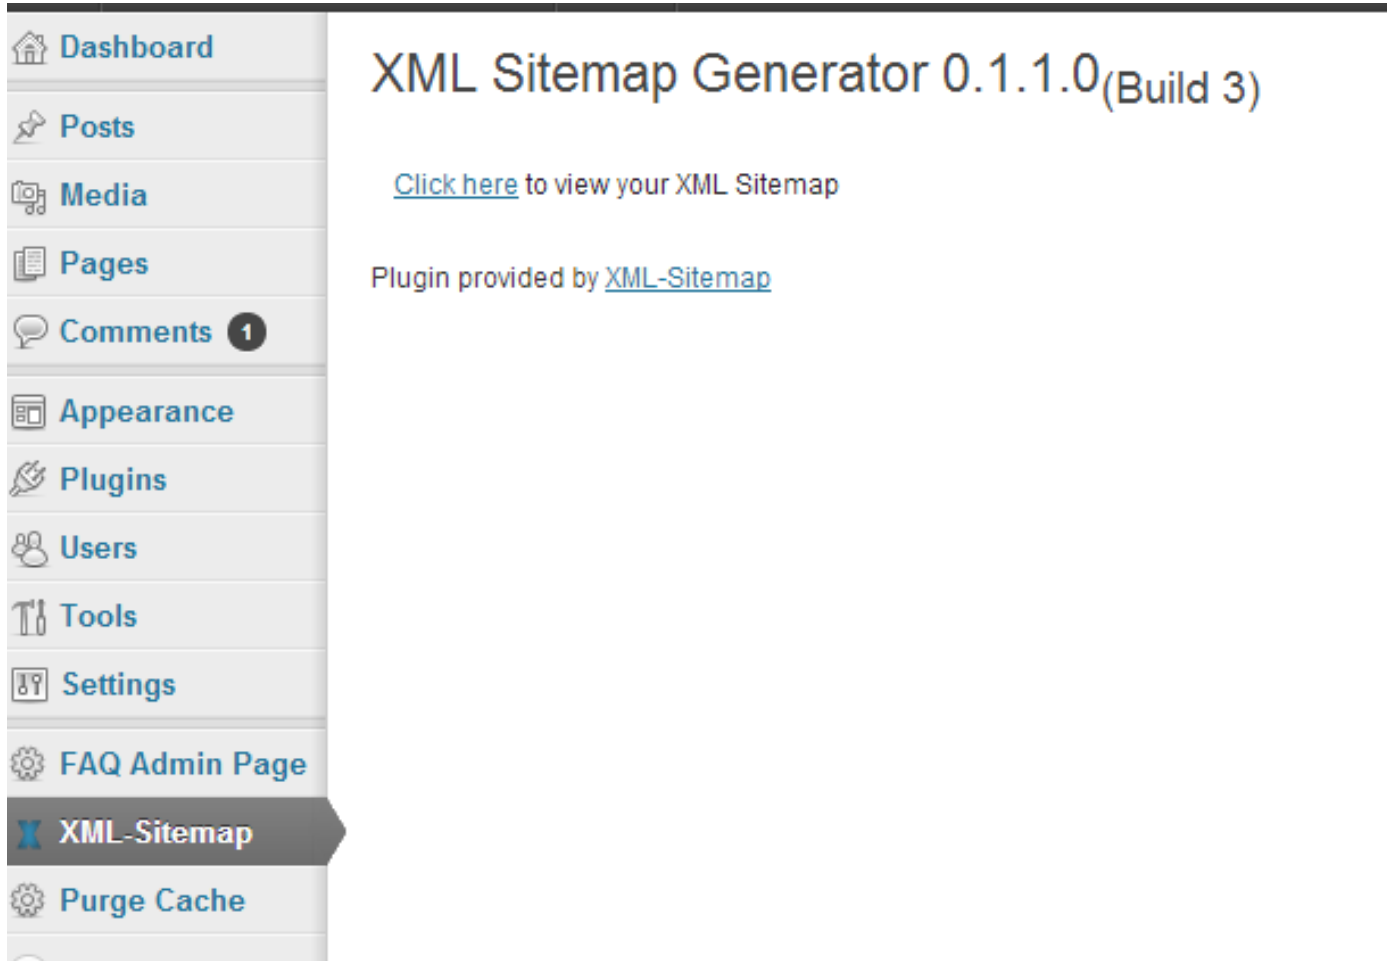 Dashboard
Posts
Media
Pages
Comments 1
Appearance
Plugins
Users
Tools
Settings
FAQ Admin Page
XML-Sitemap
Purge Cache
XML Sitemap Generator 0.1.1.0(Build 3)
Click here to view your XML Sitemap
Plugin provided by XML-Sitemap